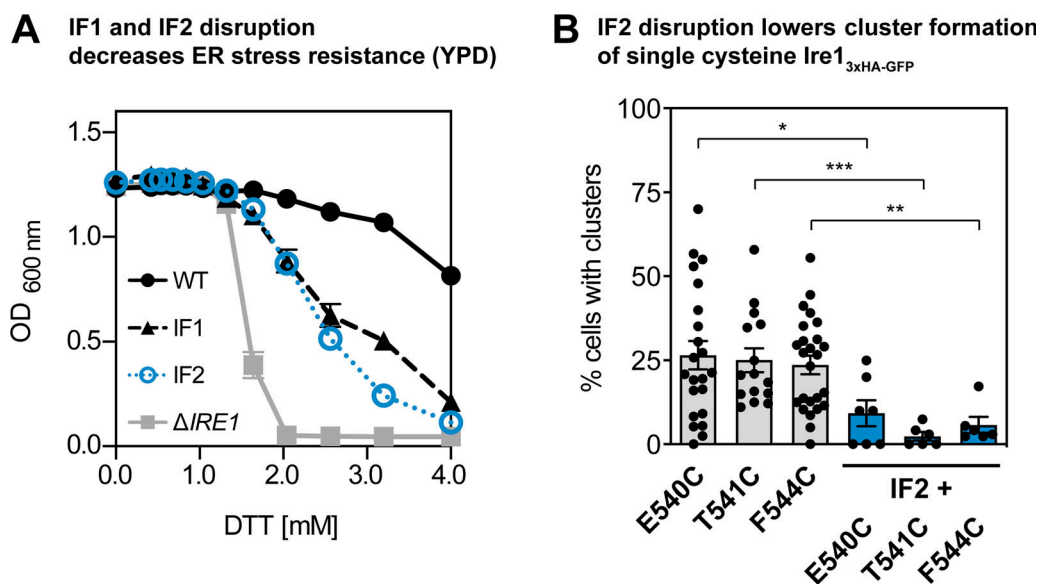 A IF1 and IF2 disruption
decreases ER stress resistance (YPD)
1.5
1.0
0.5
0.0
OD 600 nm
WT
IF1
IF2
ΔIRE1
0.0 1.0 2.0 3.0 4.0
DTT [mM]
B IF2 disruption lowers cluster formation
of single cysteine Ire1 3xHA-GFP
100
75
50
25
0
% cells with clusters
*
***
**
E540C T541C F544C
IF2 +
E540C T541C F544C